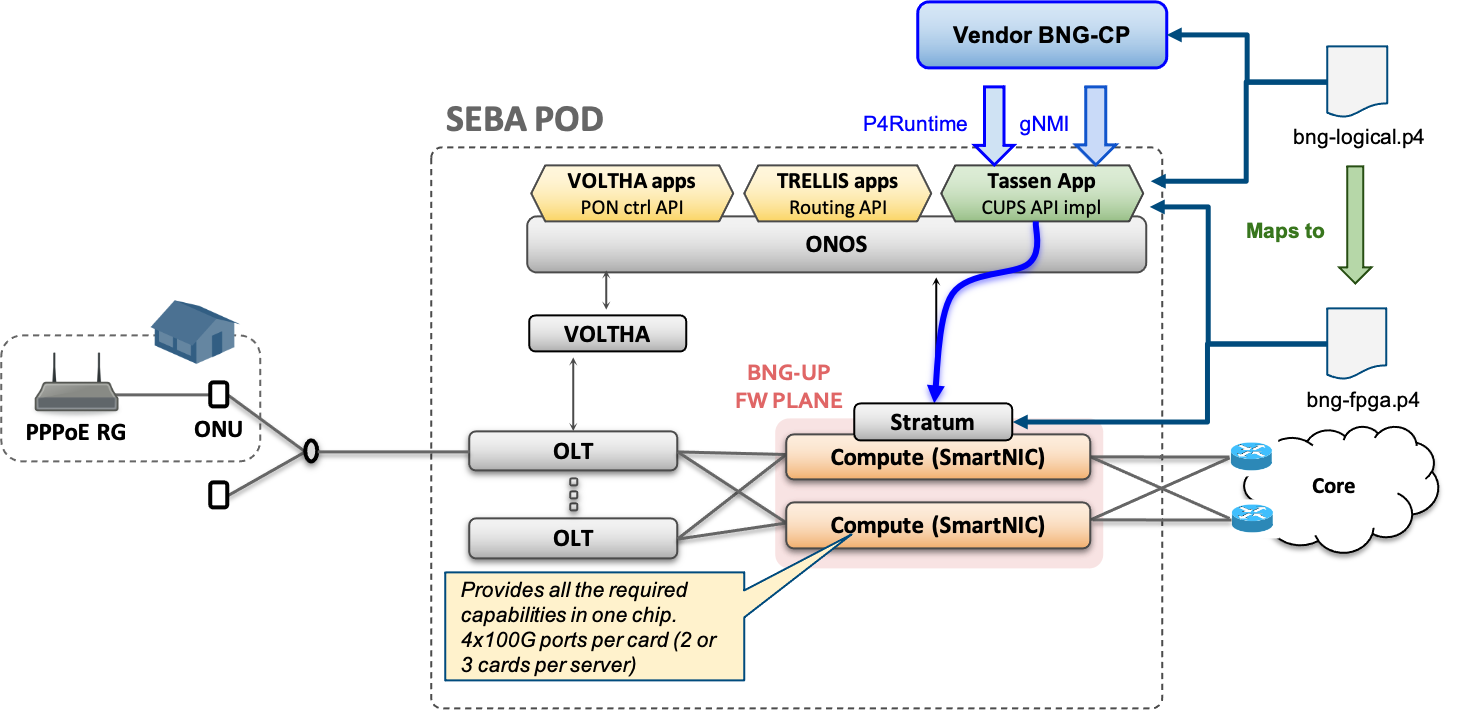 Vendor BNG-CP
bng-logical.p4
P4Runtime
gNMI
SEBA POD
VOLTHA apps
PON ctrl API
TRELLIS apps
Routing API
Tassen App
CUPS API impl
ONOS
Maps to
VOLTHA
BNG-UP
FW PLANE
bng-fpga.p4
PPPoE RG
ONU
Stratum
OLT
Compute (SmartNIC)
Core
OLT
Compute (SmartNIC)
Provides all the required
capabilities in one chip.
4x100G ports per card (2 or
3 cards per server)